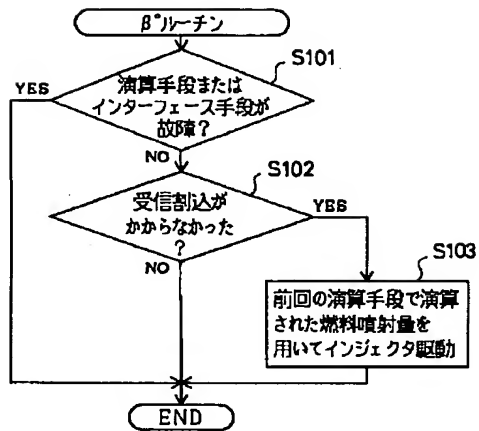 β°ルーチン
S101
演算手段または
インターフェース手段が
故障？
YES
NO
S102
受信割込が
かからなかった
？
YES
NO
S103
前回の演算手段で演算
された燃料噴射量を
用いてインジェクタ駆動
END